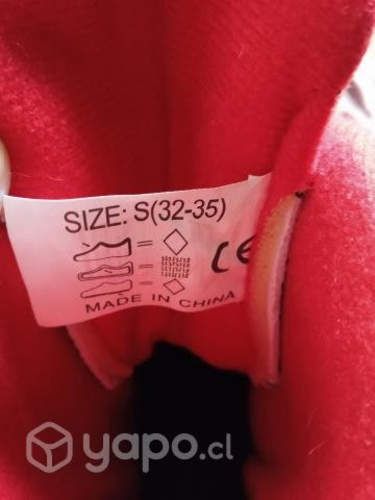 SIZE: S(32-35)
CE
MADE IN CHINA
yapo.cl